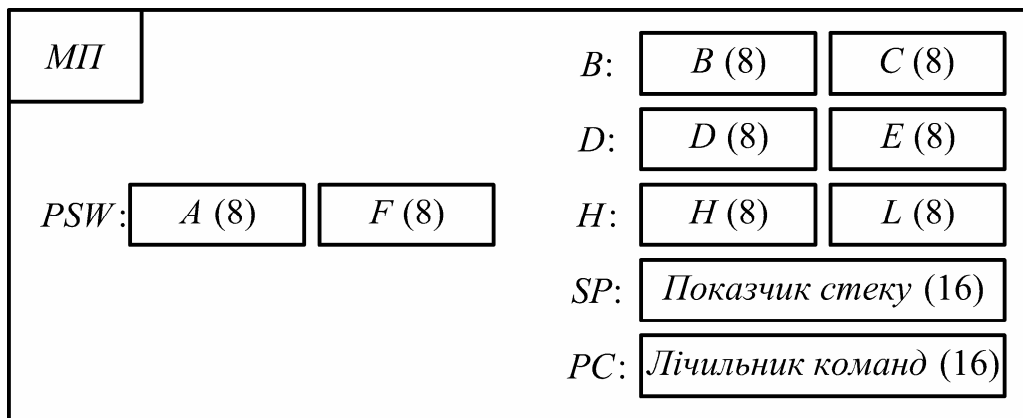 МП
B: B (8) C (8)
D: D (8) E (8)
PSW: A (8) F (8) H: H (8) L (8)
SP: Показчик стеку (16)
PC: Лічильник команд (16)